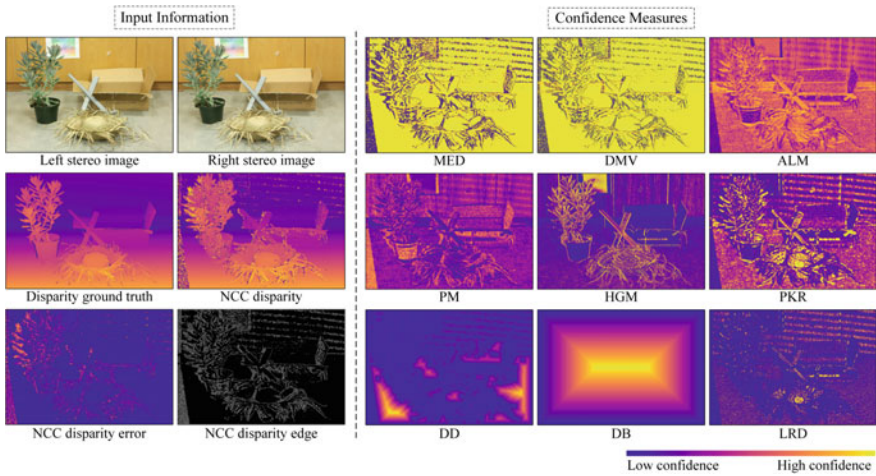 Input Information
Confidence Measures
Left stereo image
Right stereo image
MED
DMV
ALM
Disparity ground truth
NCC disparity
PM
HGM
PKR
NCC disparity error
NCC disparity edge
DD
DB
LRD
Low confidence
High confidence